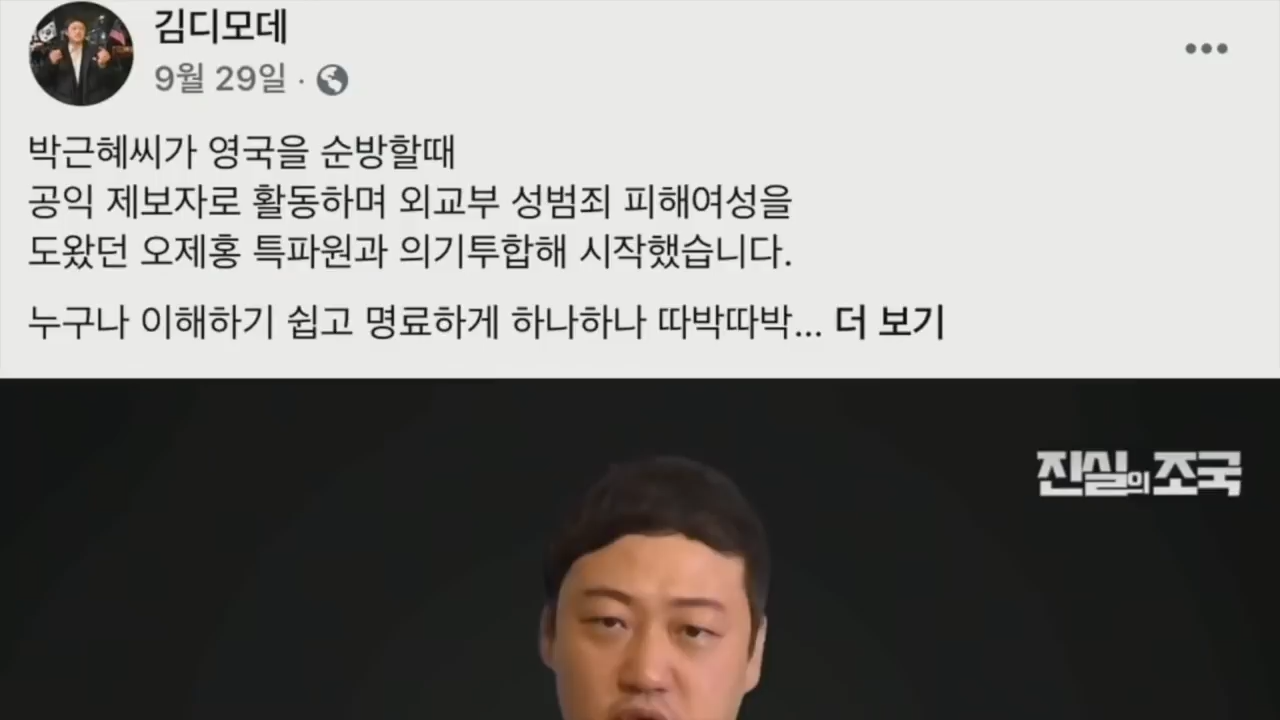 김디모데
9월 29일 ·
박근혜씨가 영국을 순방할때
공익 제보자로 활동하며 외교부 성범죄 피해여성을
도왔던 오제홍 특파원과 의기투합해 시작했습니다.
누구나 이해하기 쉽고 명료하게 하나하나 따박따박... 더 보기
진실의 조국